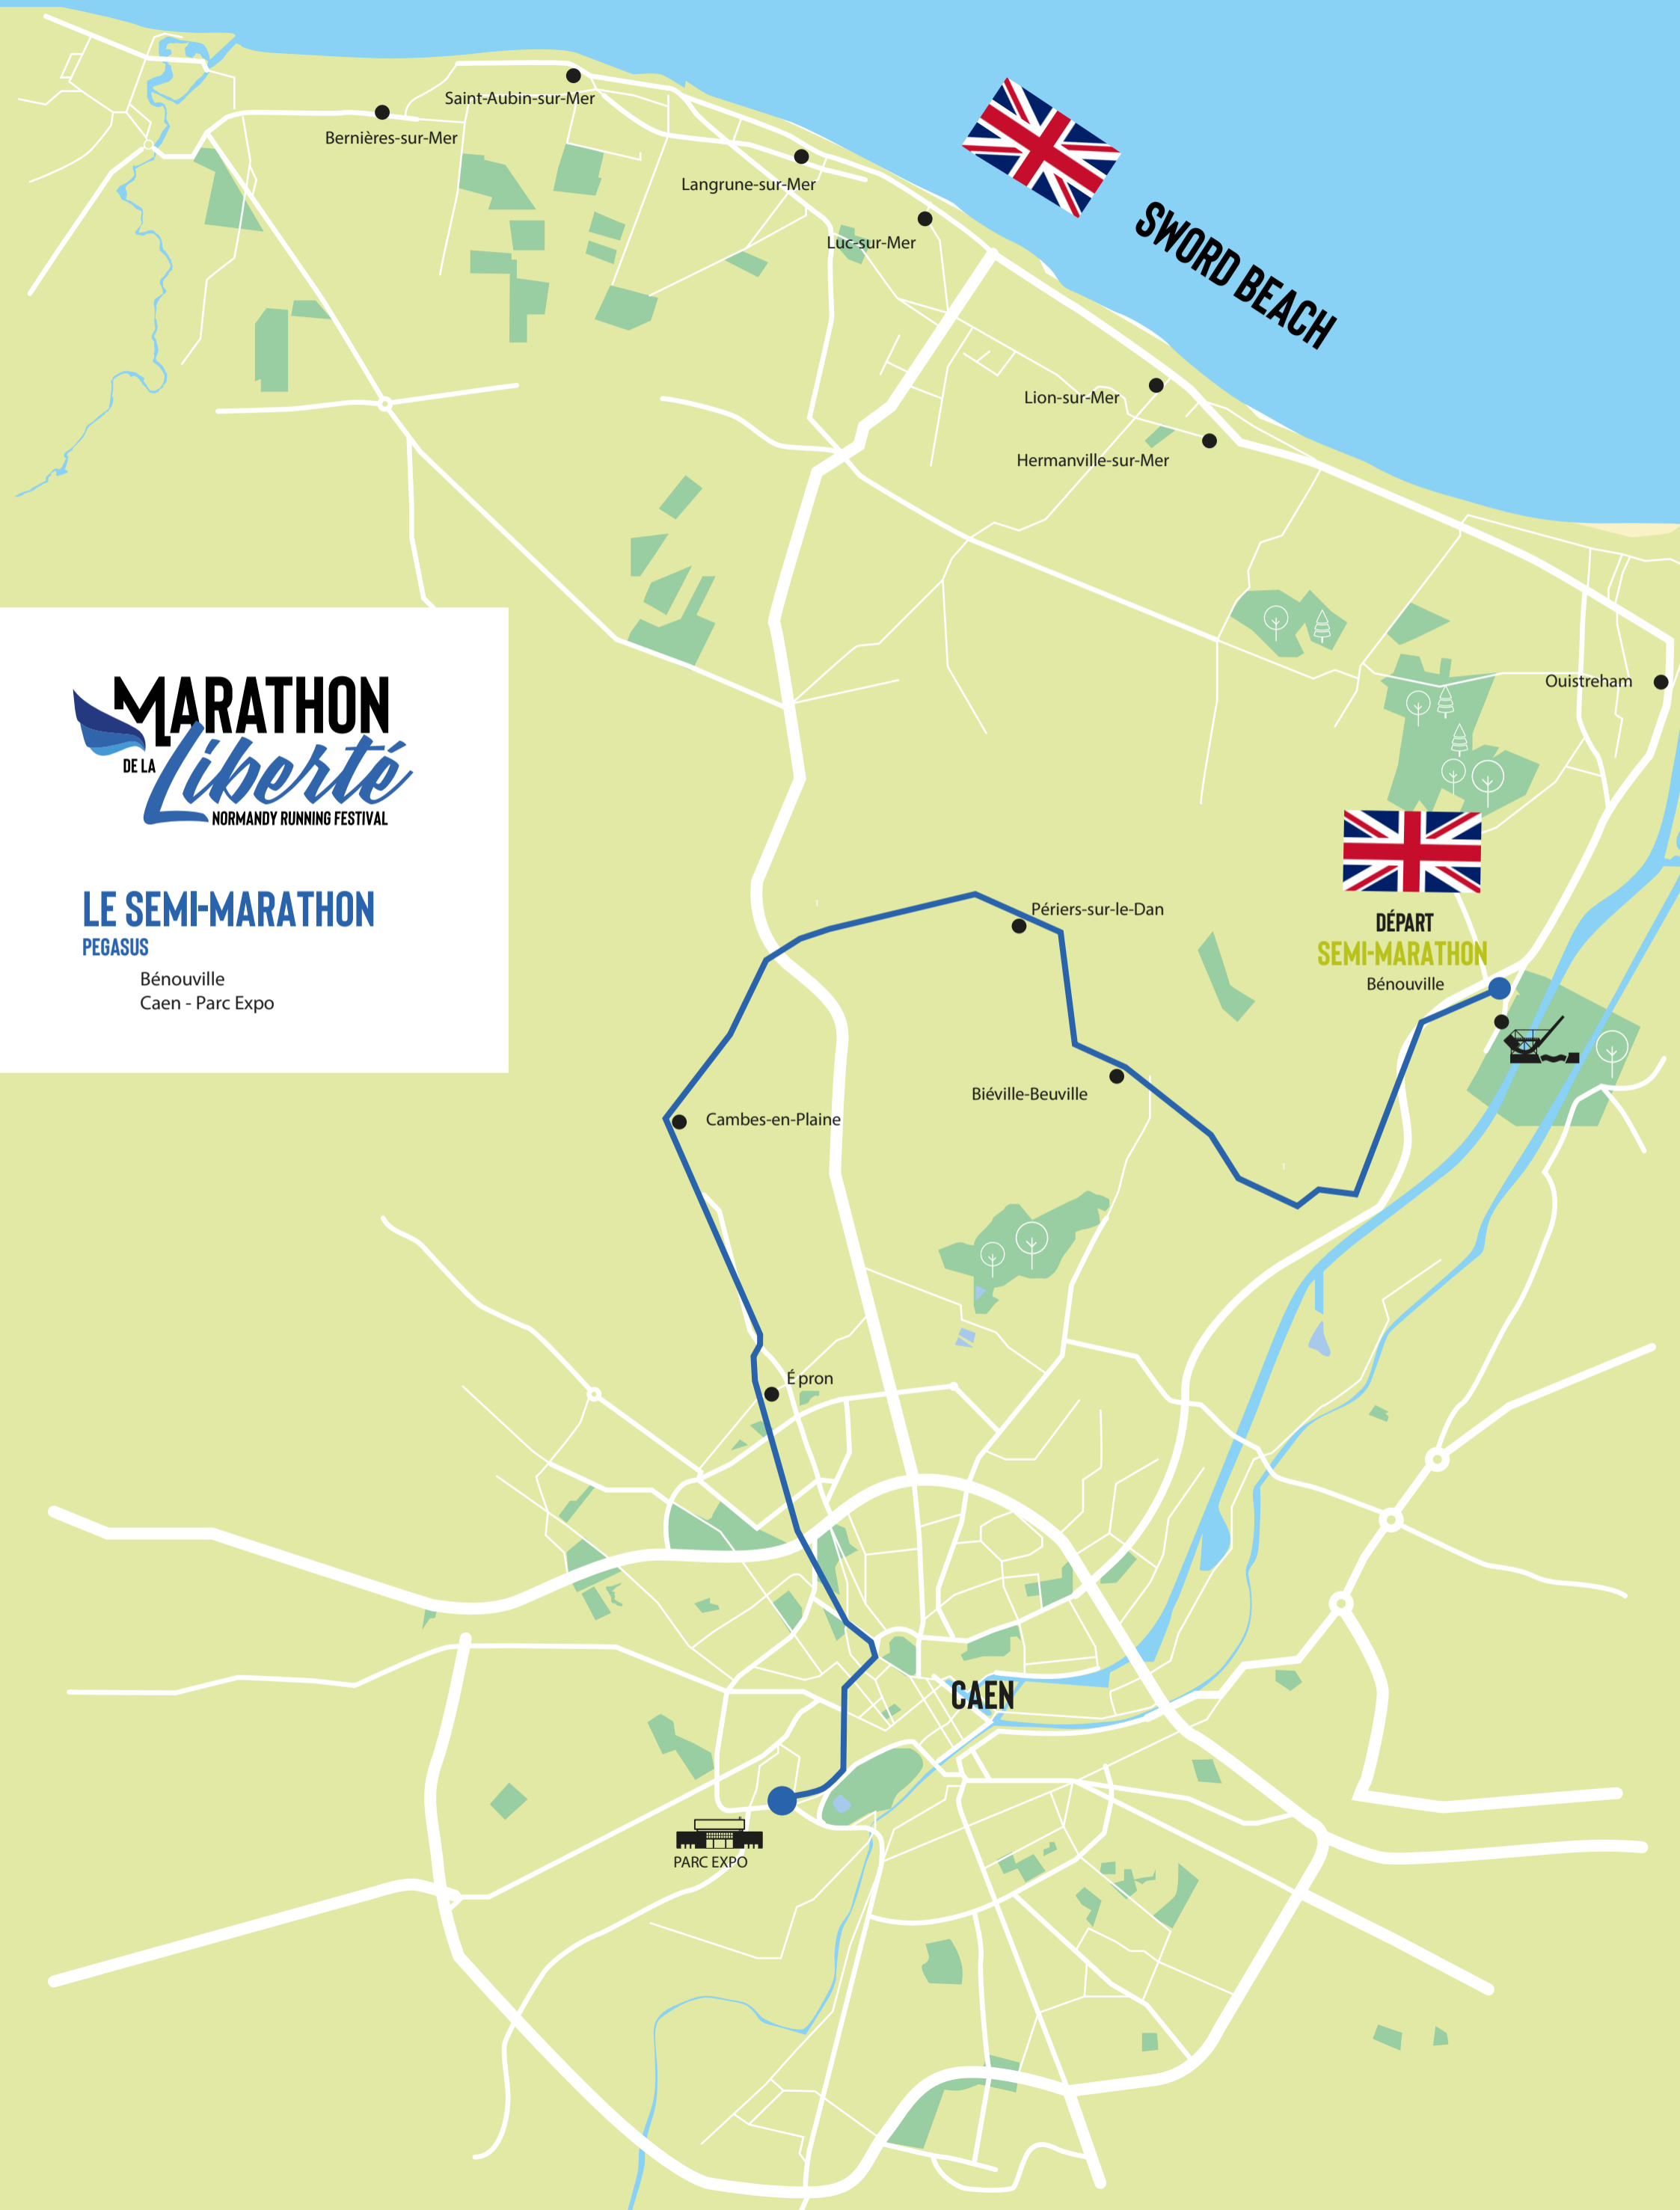 Saint-Aubin-sur-Mer
Bernières-sur-Mer
Langrune-sur-Mer
Luc-sur-Mer
SWORD BEACH
Lion-sur-Mer
Hermanville-sur-Mer
Ouistreham
MARATHON
DE LA Liberté
NORMANDY RUNNING FESTIVAL
LE SEMI-MARATHON
PEGASUS
Bénouville
Caen - Parc Expo
Périers-sur-le-Dan
DÉPART
SEMI-MARATHON
Bénouville
Biéville-Beuville
Cambes-en-Plaine
Épron
CAEN
PARC EXPO